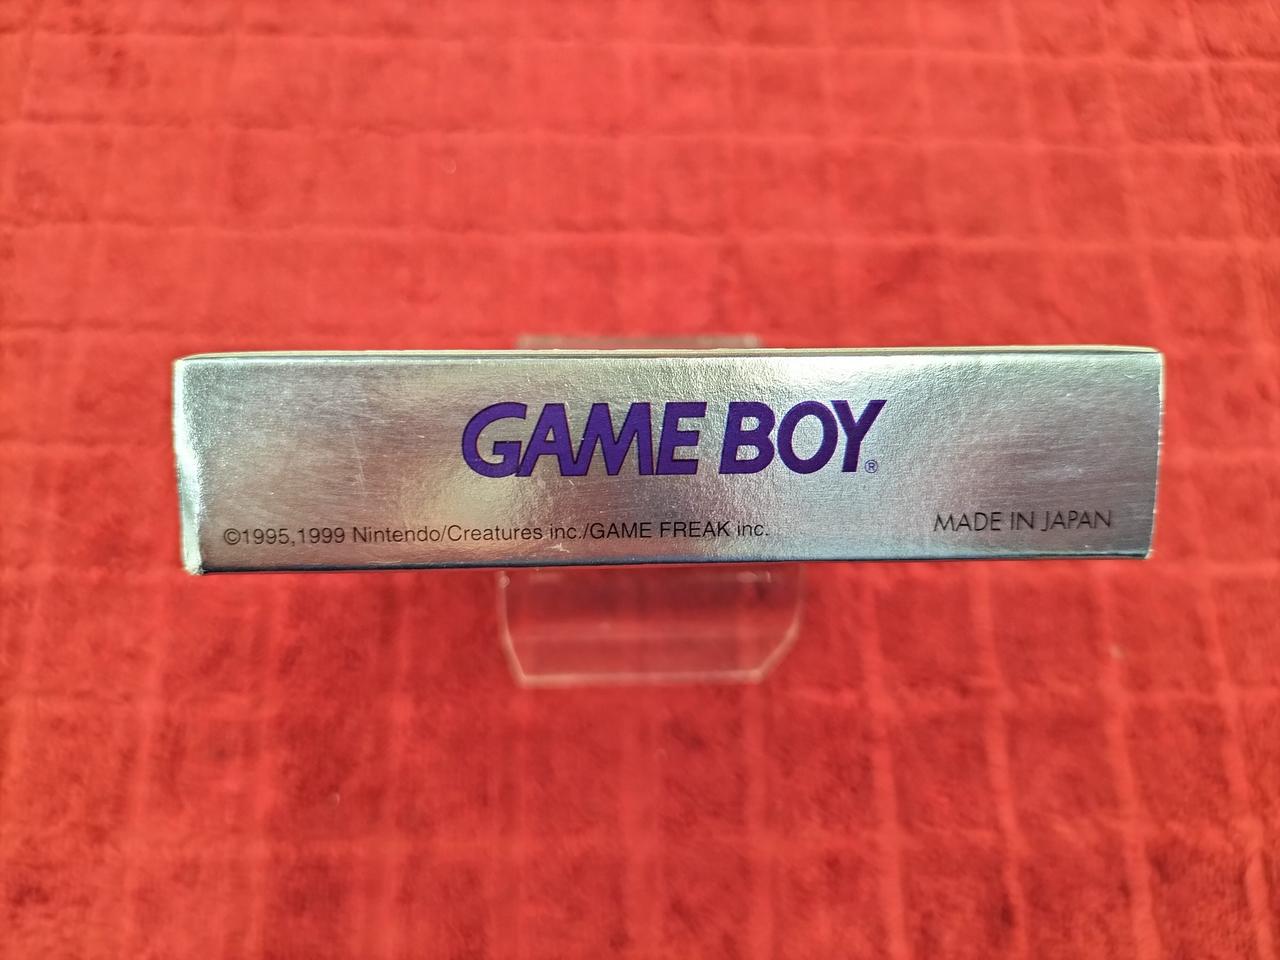 GAME BOY®
©1995,1999 Nintendo/Creatures inc./GAME FREAK inc.
MADE IN JAPAN